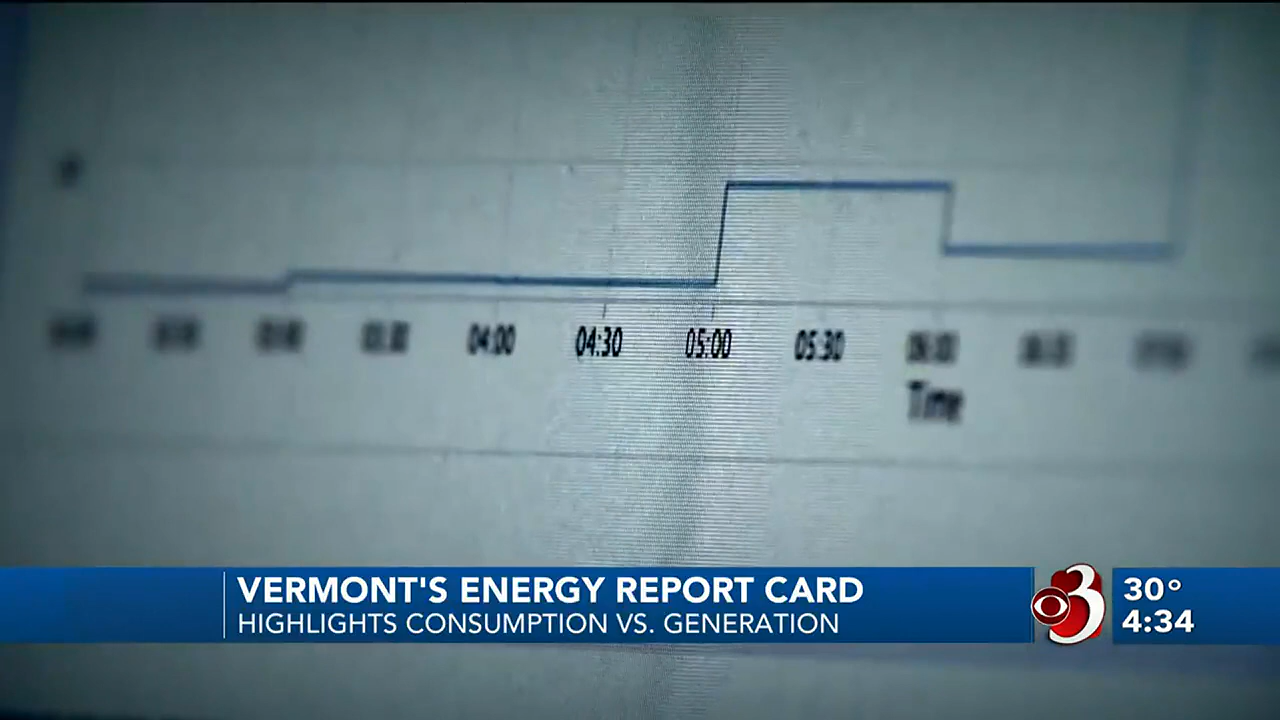 04:00 04:30 05:00 05:30
Time
VERMONT'S ENERGY REPORT CARD
HIGHLIGHTS CONSUMPTION VS. GENERATION
3
30°
4:34